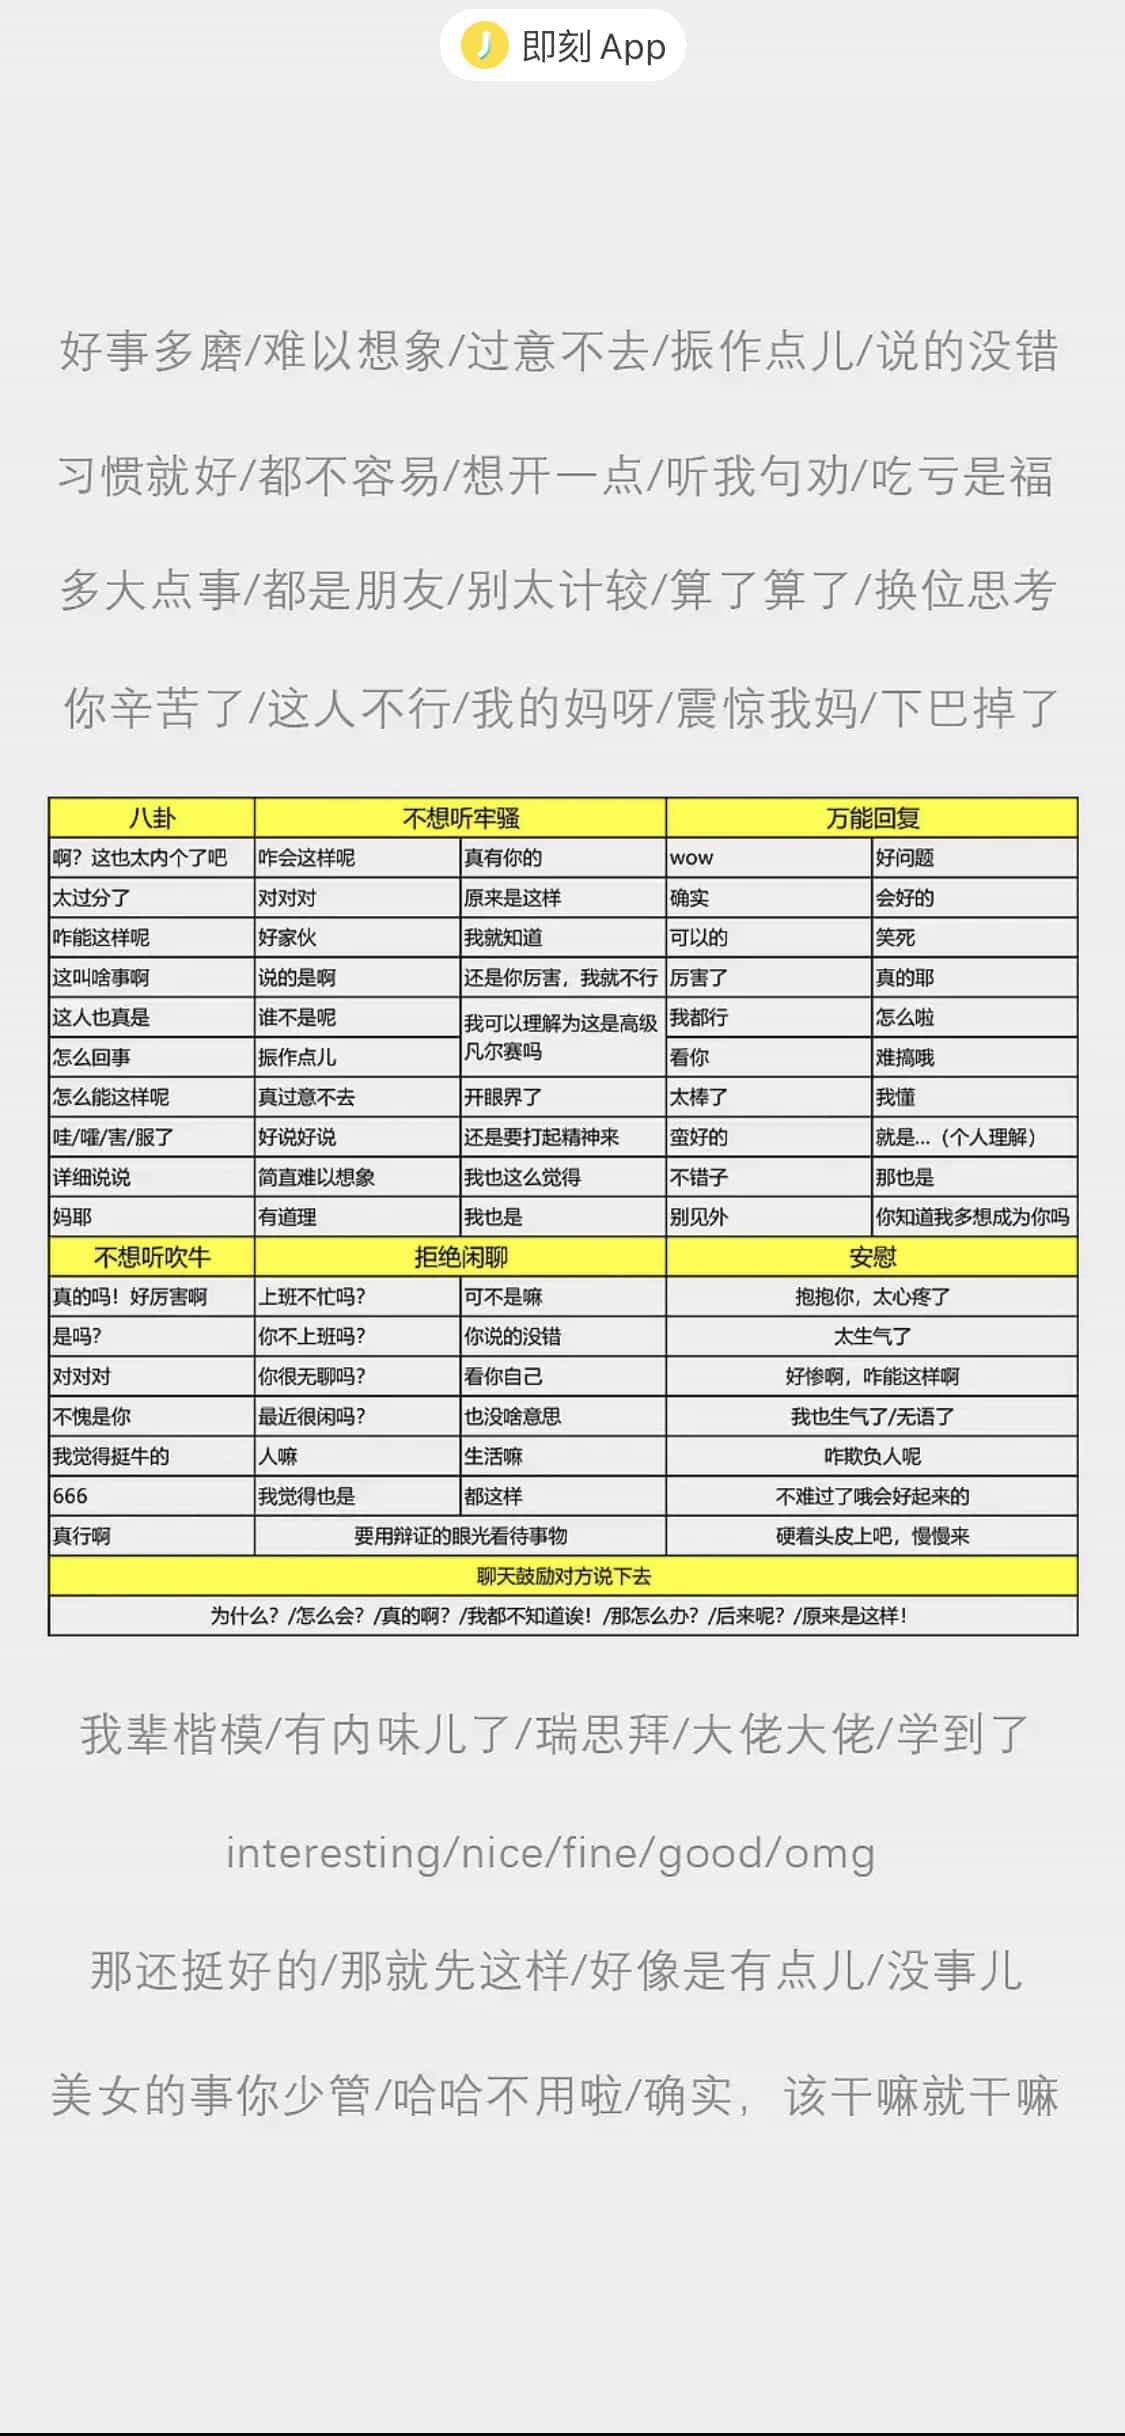 即刻 App
好事多磨/难以想象/过意不去/振作点儿/说的没错
习惯就好/都不容易/想开一点/听我句劝/吃亏是福
多大点事/都是朋友/别太计较/算了算了/换位思考
你辛苦了/这人不行/我的妈呀/震惊我妈/下巴掉了
八卦 不想听牢骚 万能回复
啊？这也太内个了吧 咋会这样呢 真有你的 wow 好问题
太过分了 对对对 原来是这样 确实 会好的
咋能这样呢 好家伙 我就知道 可以的 笑死
这叫啥事啊 说的是啊 还是你厉害，我就不行 厉害了 真的耶
这人也真是 谁不是呢 我可以理解为这是高级 我都行 怎么啦
怎么回事 振作点儿 凡尔赛吗 看你 难搞哦
怎么能这样呢 真过意不去 开眼界了 太棒了 我懂
哇/嚯/害/服了 好说好说 还是要打起精神来 蛮好的 就是...（个人理解）
详细说说 简直难以想象 我也这么觉得 不错子 那也是
妈耶 有道理 我也是 别见外 你知道我多想成为你吗
不想听吹牛 拒绝闲聊 安慰
真的吗！好厉害啊 上班不忙吗？ 可不是嘛 抱抱你，太心疼了
是吗？ 你不上班吗？ 你说的没错 太生气了
对对对 你很无聊吗？ 看你自己 好惨啊，咋能这样啊
不愧是你 最近很闲吗？ 也没啥意思 我也生气了/无语了
我觉得挺牛的 人嘛 生活嘛 咋欺负人呢
666 我觉得也是 都这样 不难过了哦会好起来的
真行啊 要用辩证的眼光看待事物 硬着头皮上吧，慢慢来
聊天鼓励对方说下去
为什么？/怎么会？/真的啊？/我都不知道诶！/那怎么办？/后来呢？/原来是这样！
我辈楷模/有内味儿了/瑞思拜/大佬大佬/学到了
interesting/nice/fine/good/omg
那还挺好的/那就先这样/好像是有点儿/没事儿
美女的事你少管/哈哈不用啦/确实，该干嘛就干嘛